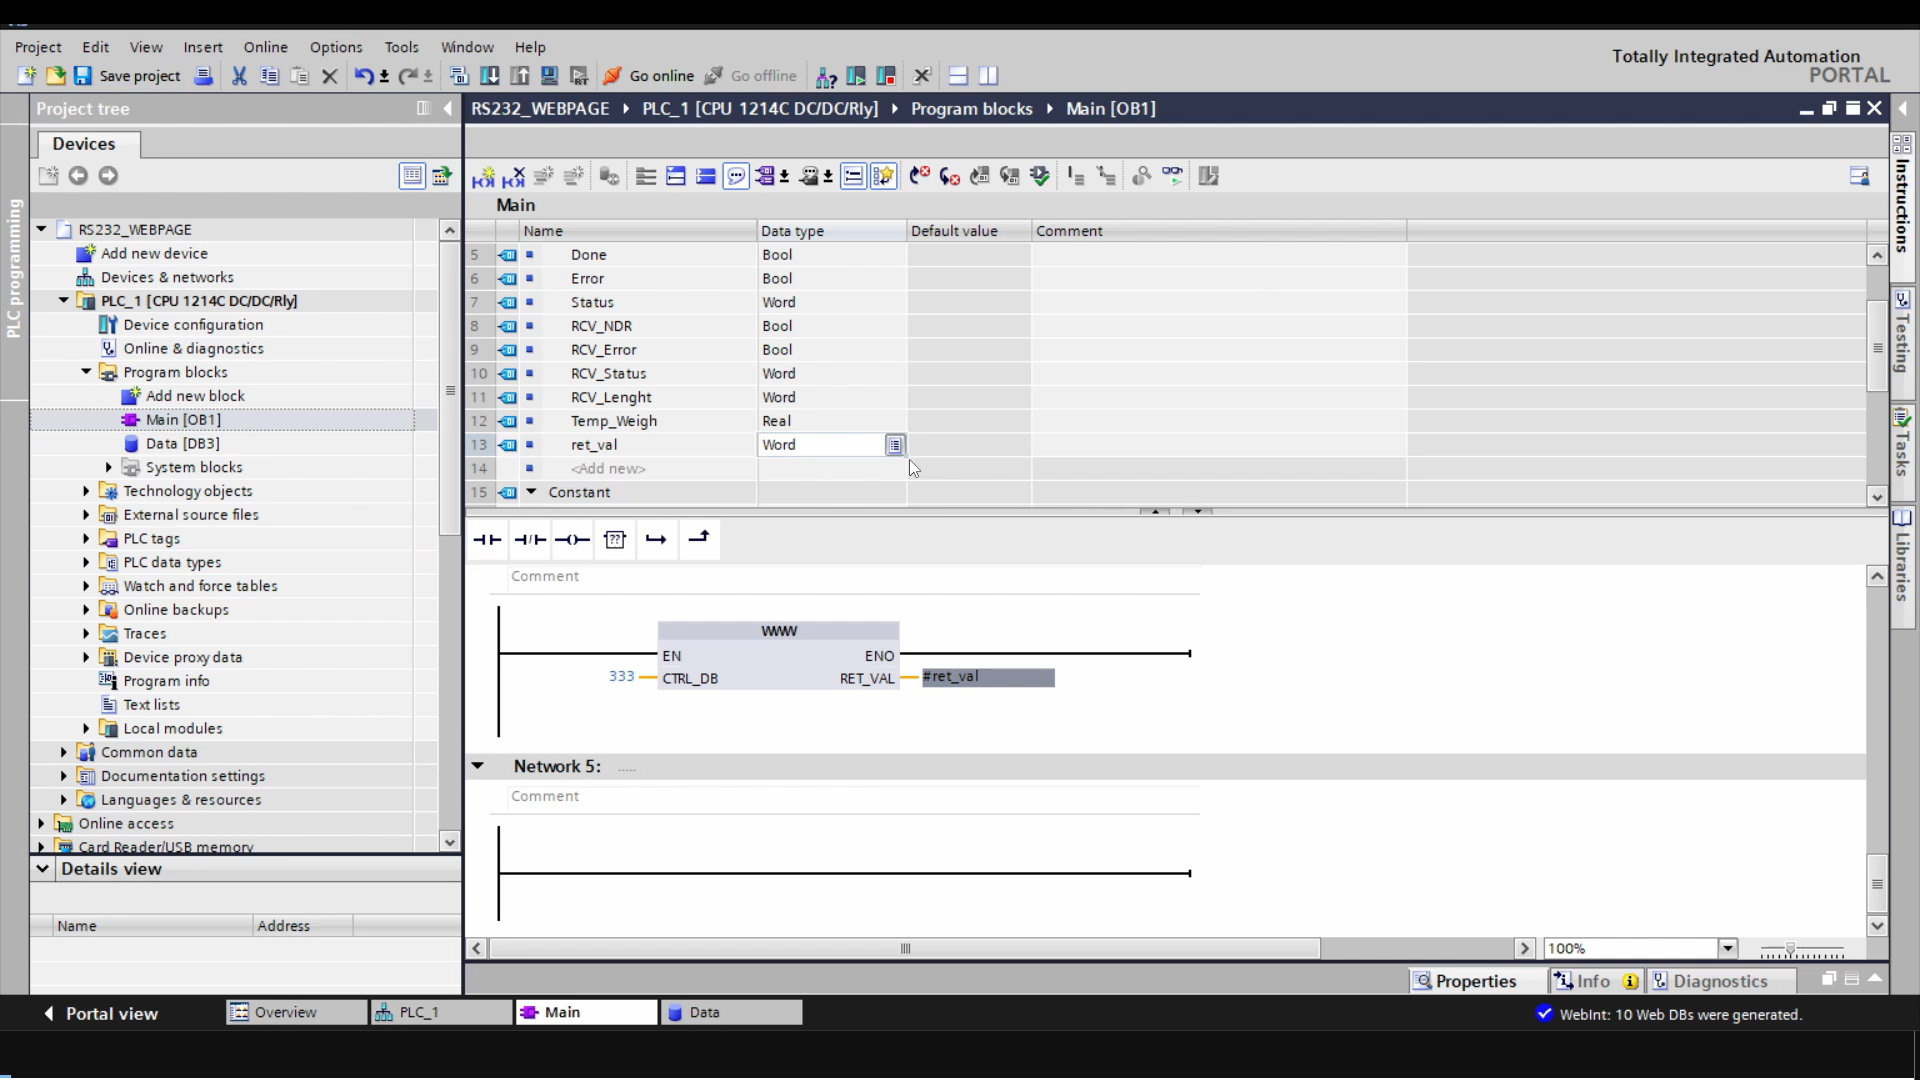 Project Edit View Insert Online Options Tools Window Help
Totally Integrated Automation
PORTAL
Save project Go online Go offline
Project tree
RS232_WEBPAGE PLC_1 [CPU 1214C DC/DC/Rly] Program blocks Main [OB1]
Devices
PLC programming
Main
Name Data type Default value Comment
5 Done Bool
6 Error Bool
7 Status Word
8 RCV_NDR Bool
9 RCV_Error Bool
10 RCV_Status Word
11 RCV_Lenght Word
12 Temp_Weigh Real
13 ret_val Word
14 <Add new>
15 Constant
RS232_WEBPAGE
Add new device
Devices & networks
PLC_1 [CPU 1214C DC/DC/Rly]
Device configuration
Online & diagnostics
Program blocks
Add new block
Main [OB1]
Data [DB3]
System blocks
Technology objects
External source files
PLC tags
PLC data types
Watch and force tables
Online backups
Traces
Device proxy data
Program info
Text lists
Local modules
Common data
Documentation settings
Languages & resources
Online access
Card Reader/USB memory
Details view
Name Address
??
Comment
WWW
EN ENO
333 CTRL_DB RET_VAL #ret_val
Network 5: .....
Comment
100%
Properties Info Diagnostics
Instructions
Testing
Tasks
Libraries
Portal view Overview PLC_1 Main Data
WebInt: 10 Web DBs were generated.